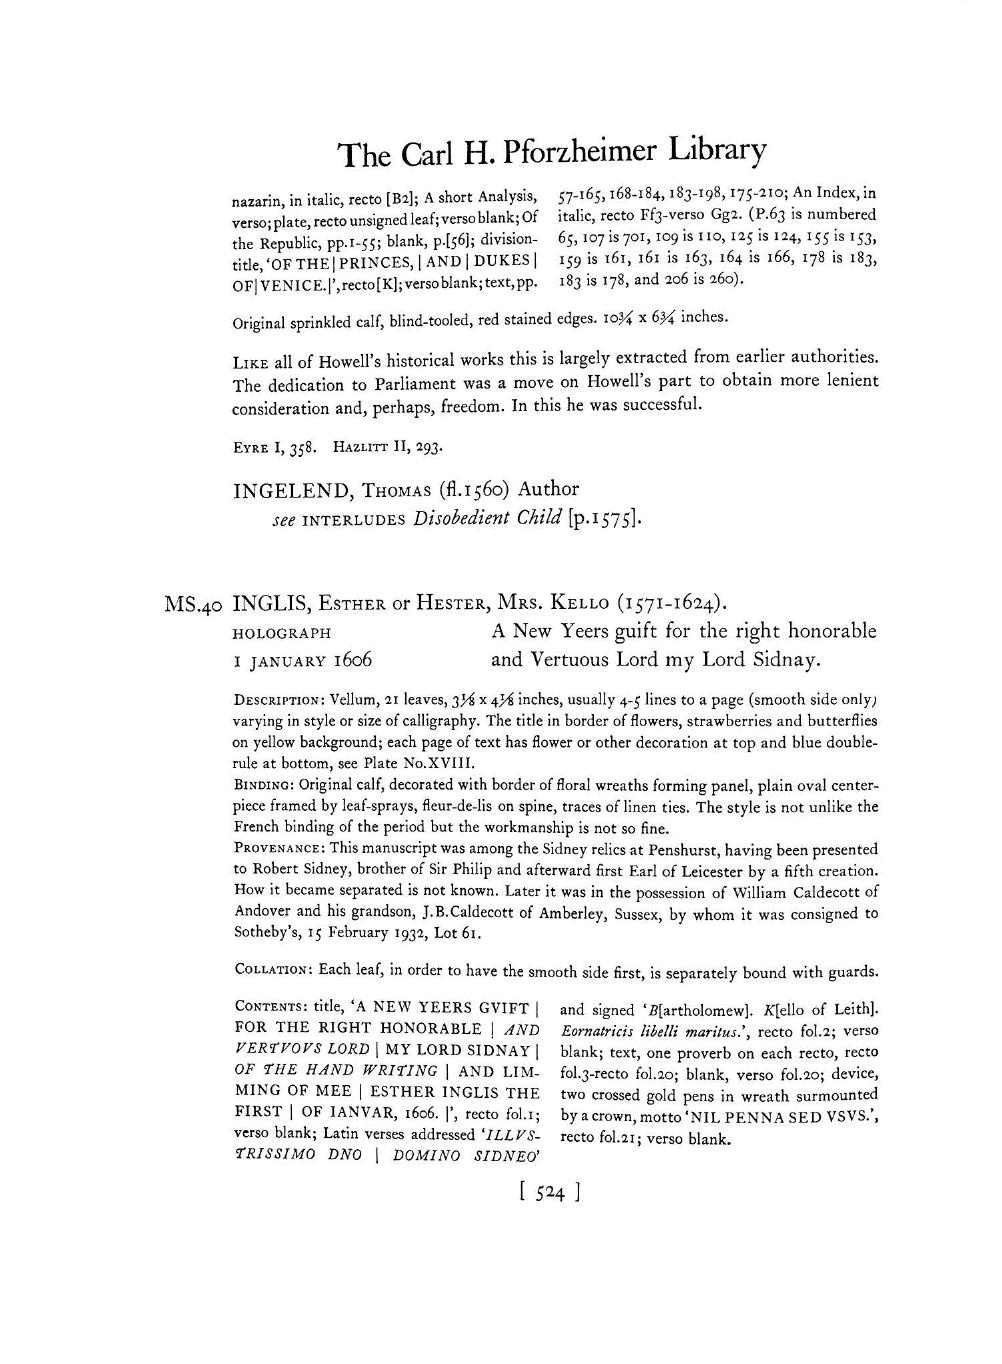 The Carl H. Pforzheimer Library
nazarin, in italic, recto [B2]; A short Analysis,
verso; plate, recto unsigned leaf; verso blank; Of
the Republic, pp.1-55; blank, p.[56]; division-
title, ‘OF THE | PRINCES, | AND | DUKES |
OF | VENICE. |’, recto [K]; verso blank; text, pp.
57-165, 168-184, 183-198, 175-210; An Index, in
italic, recto Ff3-verso Gg2. (P.63 is numbered
65, 107 is 701, 109 is 110, 125 is 124, 155 is 153,
159 is 161, 161 is 163, 164 is 166, 178 is 183,
183 is 178, and 206 is 260).
Original sprinkled calf, blind-tooled, red stained edges. 10¾ x 6¾ inches.
LIKE all of Howell’s historical works this is largely extracted from earlier authorities.
The dedication to Parliament was a move on Howell’s part to obtain more lenient
consideration and, perhaps, freedom. In this he was successful.
EYRE I, 358. HAZLITT II, 293.
INGELEND, THOMAS (fl.1560) Author
see INTERLUDES Disobedient Child [p.1575].
MS.40 INGLIS, ESTHER or HESTER, MRS. KELLO (1571-1624).
HOLOGRAPH
1 JANUARY 1606
A New Yeers guift for the right honorable
and Vertuous Lord my Lord Sidnay.
DESCRIPTION: Vellum, 21 leaves, 3⅛ x 4⅛ inches, usually 4-5 lines to a page (smooth side only)
varying in style or size of calligraphy. The title in border of flowers, strawberries and butterflies
on yellow background; each page of text has flower or other decoration at top and blue double-
rule at bottom, see Plate No.XVIII.
BINDING: Original calf, decorated with border of floral wreaths forming panel, plain oval center-
piece framed by leaf-sprays, fleur-de-lis on spine, traces of linen ties. The style is not unlike the
French binding of the period but the workmanship is not so fine.
PROVENANCE: This manuscript was among the Sidney relics at Penshurst, having been presented
to Robert Sidney, brother of Sir Philip and afterward first Earl of Leicester by a fifth creation.
How it became separated is not known. Later it was in the possession of William Caldecott of
Andover and his grandson, J.B.Caldecott of Amberley, Sussex, by whom it was consigned to
Sotheby’s, 15 February 1932, Lot 61.
COLLATION: Each leaf, in order to have the smooth side first, is separately bound with guards.
CONTENTS: title, ‘A NEW YEERS GVIFT |
FOR THE RIGHT HONORABLE | AND
VERTVOVS LORD | MY LORD SIDNAY |
OF THE HAND WRITING | AND LIM-
MING OF MEE | ESTHER INGLIS THE
FIRST | OF IANVAR, 1606. |’, recto fol.1;
verso blank; Latin verses addressed ‘ILLVS-
TRISSIMO DNO | DOMINO SIDNEO’
and signed ‘B[artholomew]. K[ello of Leith].
Eornatricis libelli maritus.’, recto fol.2; verso
blank; text, one proverb on each recto, recto
fol.3-recto fol.20; blank, verso fol.20; device,
two crossed gold pens in wreath surmounted
by a crown, motto ‘NIL PENNA SED VSVS.’,
recto fol.21; verso blank.
[ 524 ]